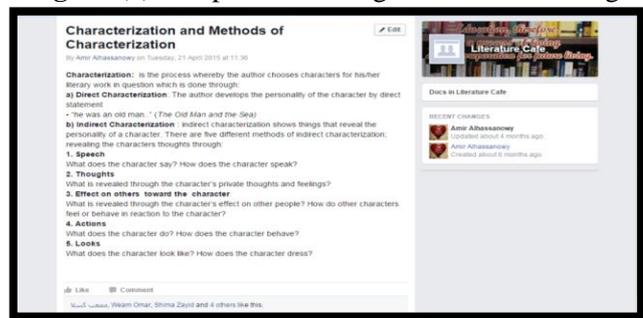 Characterization and Methods of
Characterization
Edit
By Amir Alhassanowy on Tuesday, 21 April 2015 at 11:36
Characterization: is the process whereby the author chooses characters for his/her
literary work in question which is done through:
a) Direct Characterization: The author develops the personality of the character by direct
statement
- "he was an old man.." (The Old Man and the Sea)
b) Indirect Characterization : indirect characterization shows things that reveal the
personality of a character. There are five different methods of indirect characterization;
revealing the characters thoughts through:
1. Speech
What does the character say? How does the character speak?
2. Thoughts
What is revealed through the character's private thoughts and feelings?
3. Effect on others toward the character
What is revealed through the character's effect on other people? How do other characters
feel or behave in reaction to the character?
4. Actions
What does the character do? How does the character behave?
5. Looks
What does the character look like? How does the character dress?
Like Comment
Weam Omar, Shima Zayid and 4 others like this.
Education, therefore
Literature Cafe
for future living.
Docs in Literature Cafe
RECENT CHANGES
Amir Alhassanowy
Updated about 4 months ago
Amir Alhassanowy
Created about 6 months ago